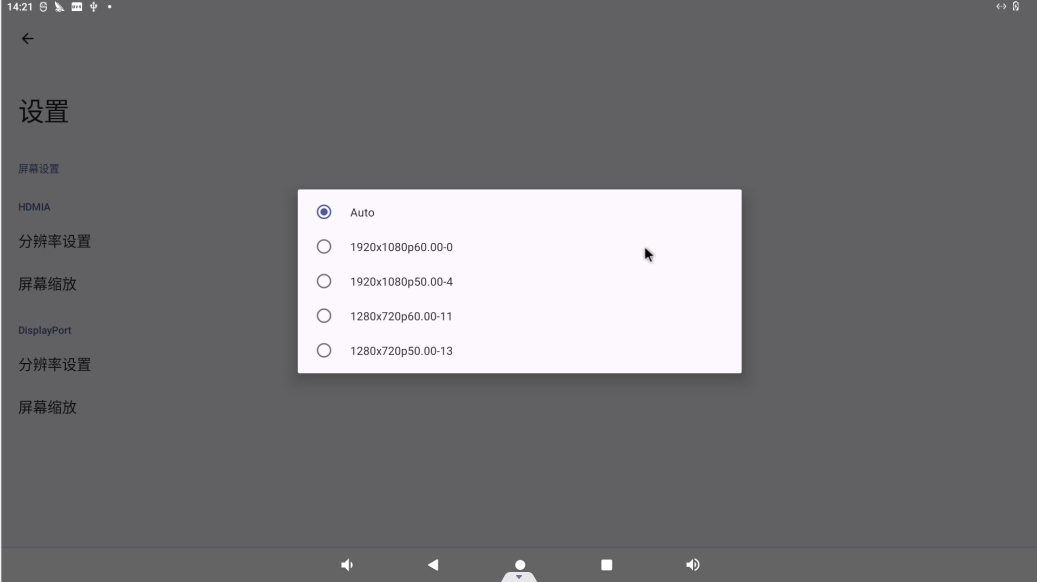 14:21
设置
屏幕设置
HDMIA
分辨率设置
屏幕缩放
DisplayPort
分辨率设置
屏幕缩放
Auto
1920x1080p60.00-0
1920x1080p50.00-4
1280x720p60.00-11
1280x720p50.00-13